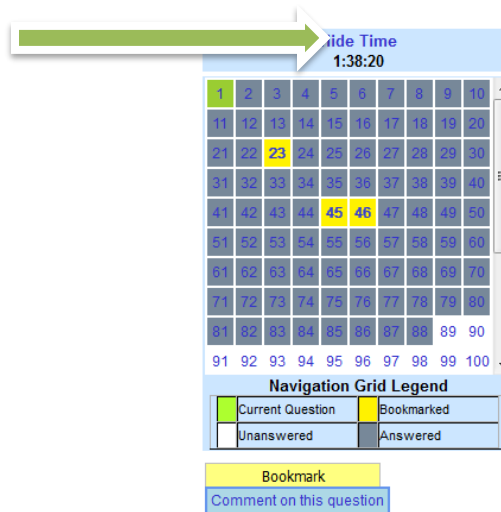 ide Time
1:38:20
1 2 3 4 5 6 7 8 9 10
11 12 13 14 15 16 17 18 19 20
21 22 23 24 25 26 27 28 29 30
31 32 33 34 35 36 37 38 39 40
41 42 43 44 45 46 47 48 49 50
51 52 53 54 55 56 57 58 59 60
61 62 63 64 65 66 67 68 69 70
71 72 73 74 75 76 77 78 79 80
81 82 83 84 85 86 87 88 89 90
91 92 93 94 95 96 97 98 99 100
Navigation Grid Legend
Current Question Bookmarked
Unanswered Answered
Bookmark
Comment on this question